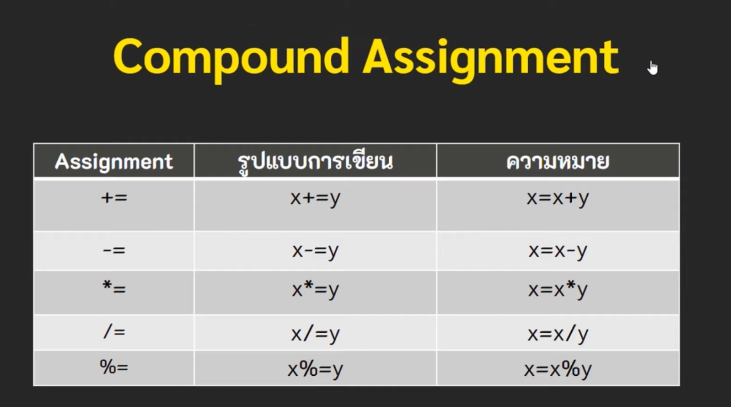 Compound Assignment
Assignment รูปแบบการเขียน ความหมาย
+= x+=y x=x+y
-= x-=y x=x-y
*= x*=y x=x*y
/= x/=y x=x/y
%= x%=y x=x%y